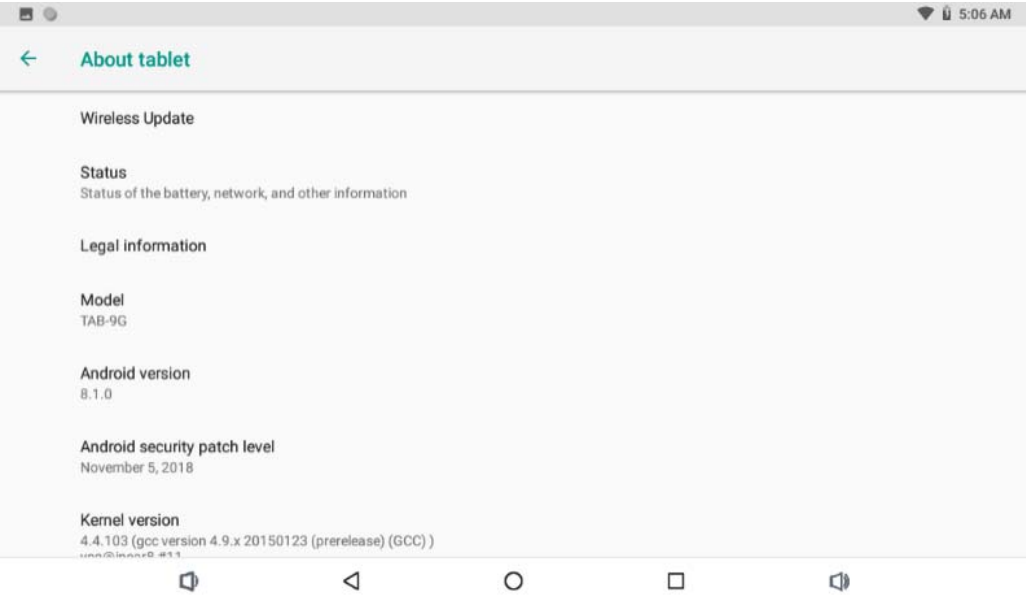 5:06 AM
About tablet
Wireless Update
Status
Status of the battery, network, and other information
Legal information
Model
TAB-9G
Android version
8.1.0
Android security patch level
November 5, 2018
Kernel version
4.4.103 (gcc version 4.9.x 20150123 (prerelease) (GCC) )
#11